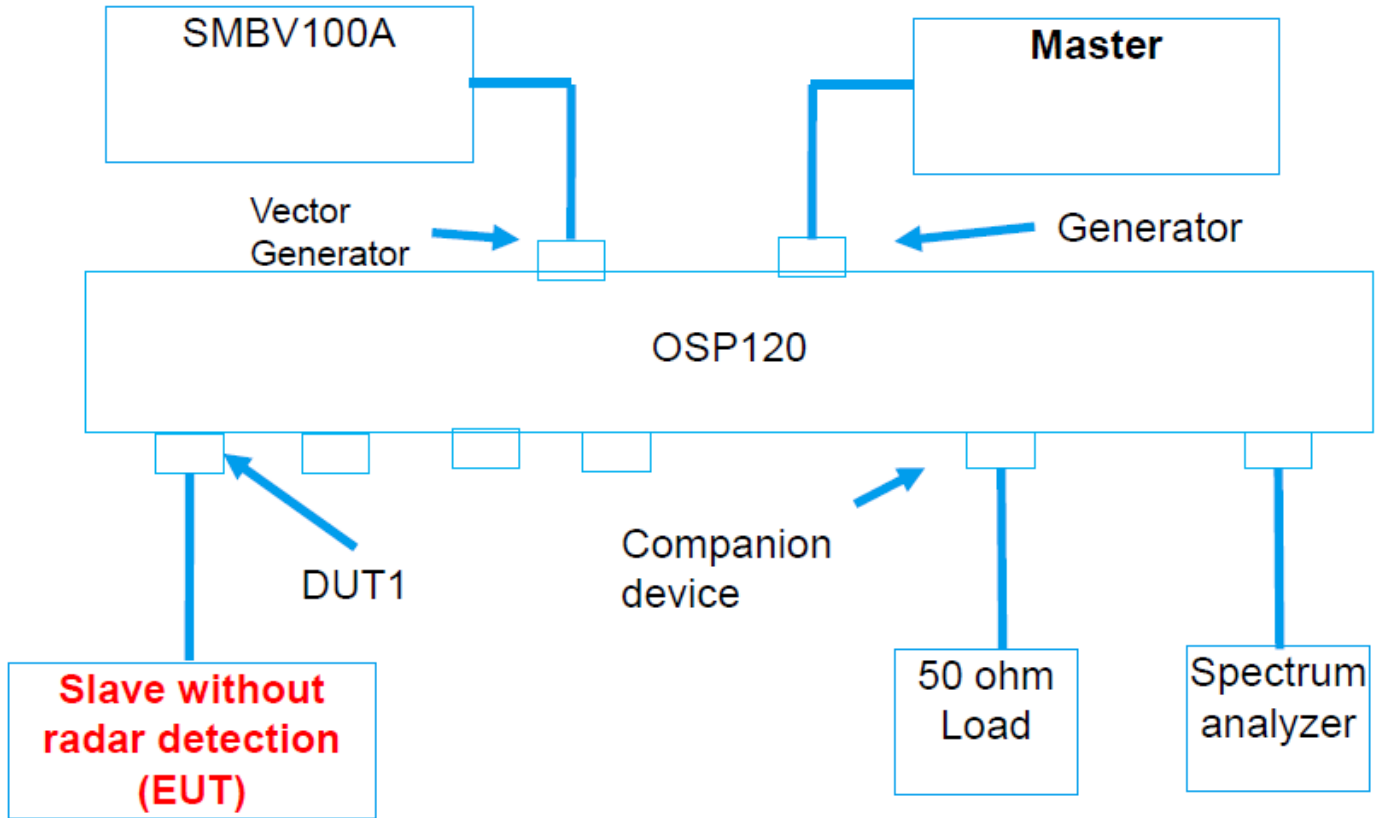 SMBV100A
Master
Vector
Generator
Generator
OSP120
DUT1
Companion
device
Slave without
radar detection
(EUT)
50 ohm
Load
Spectrum
analyzer